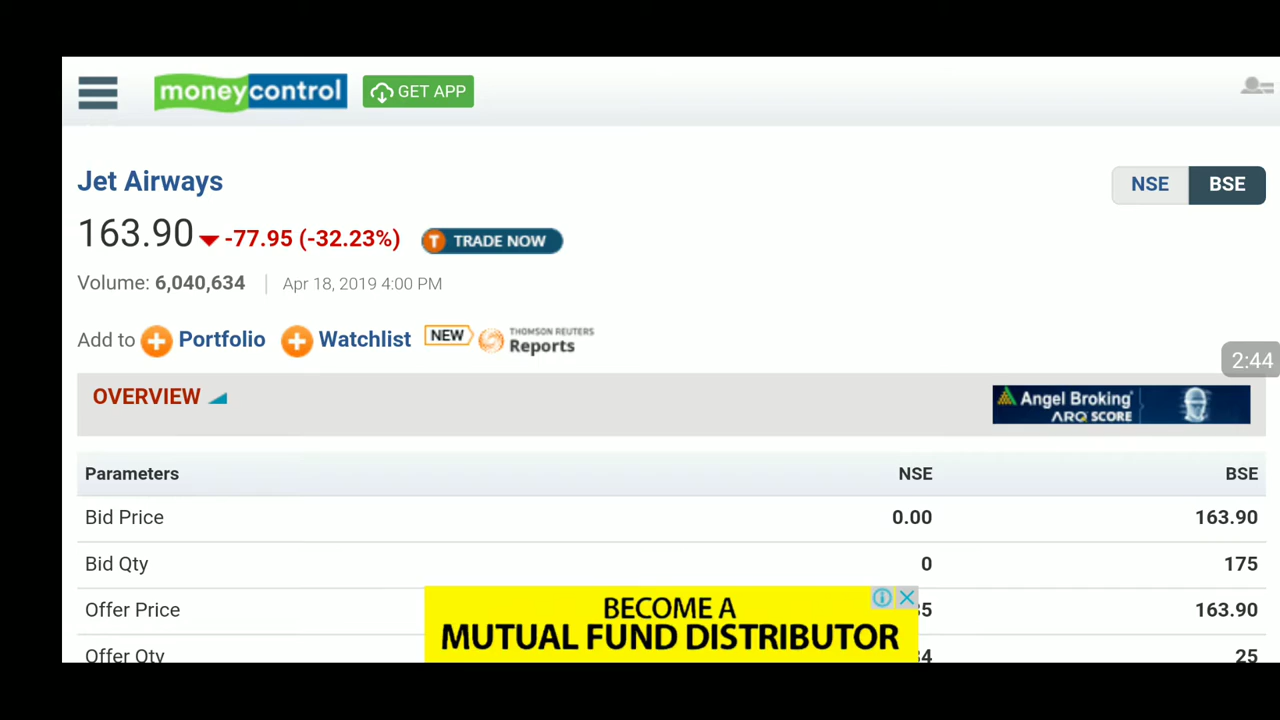 moneycontrol GET APP
Jet Airways NSE BSE
163.90 -77.95 (-32.23%) T TRADE NOW
Volume: 6,040,634 | Apr 18, 2019 4:00 PM
Add to Portfolio Watchlist NEW THOMSON REUTERS Reports
2:44
OVERVIEW Angel Broking ARQ SCORE
Parameters NSE BSE
Bid Price 0.00 163.90
Bid Qty 0 175
Offer Price 163.90
BECOME A
MUTUAL FUND DISTRIBUTOR
Offer Qty 25